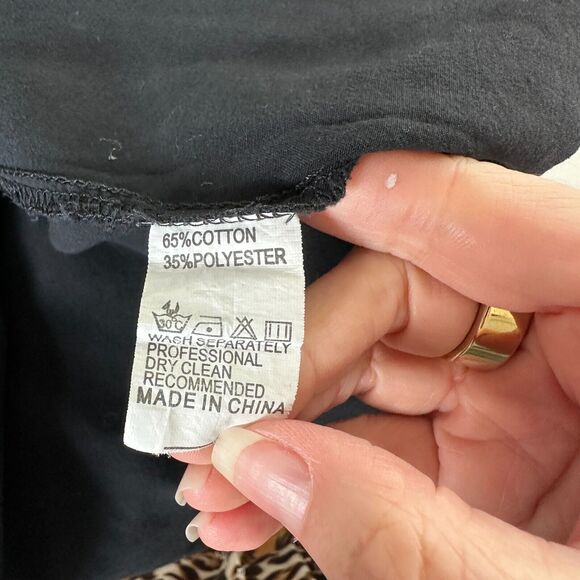 65%COTTON
35%POLYESTER
30°C
WASH SEPARATELY
PROFESSIONAL
DRY CLEAN
RECOMMENDED
MADE IN CHINA